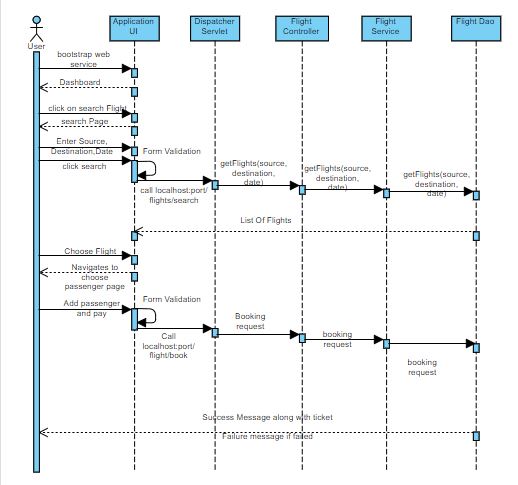 Application
UI
Dispatcher
Servlet
Flight
Controller
Flight
Service
Flight Dao
User
bootstrap web
service
Dashboard
click on search Flight
search Page
Enter Source,
Destination,Date
click search
Form Validation
call localhost:port/
flights/search
getFlights(source,
destination,
date)
getFlights(source,
destination,
date)
getFlights(source,
destination,
date)
List Of Flights
Choose Flight
Navigates to
choose
passenger page
Add passenger
and pay
Form Validation
Call
localhost:port/
flight/book
Booking
request
booking
request
booking
request
Success Message along with ticket
Failure message if failed